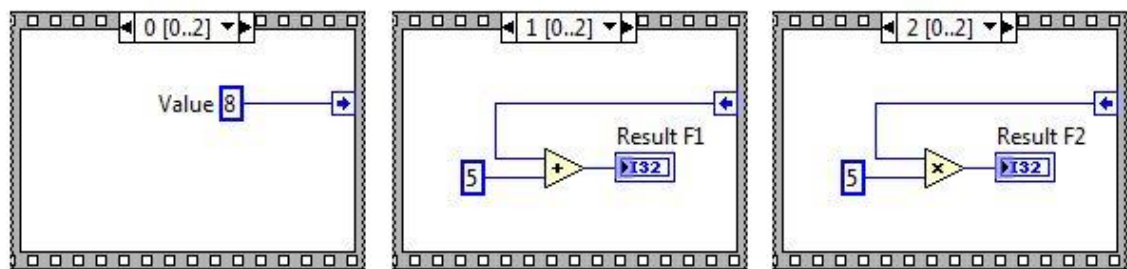 0 [0..2]
Value 8
1 [0..2]
Result F1
5 + I32
2 [0..2]
Result F2
5 × I32